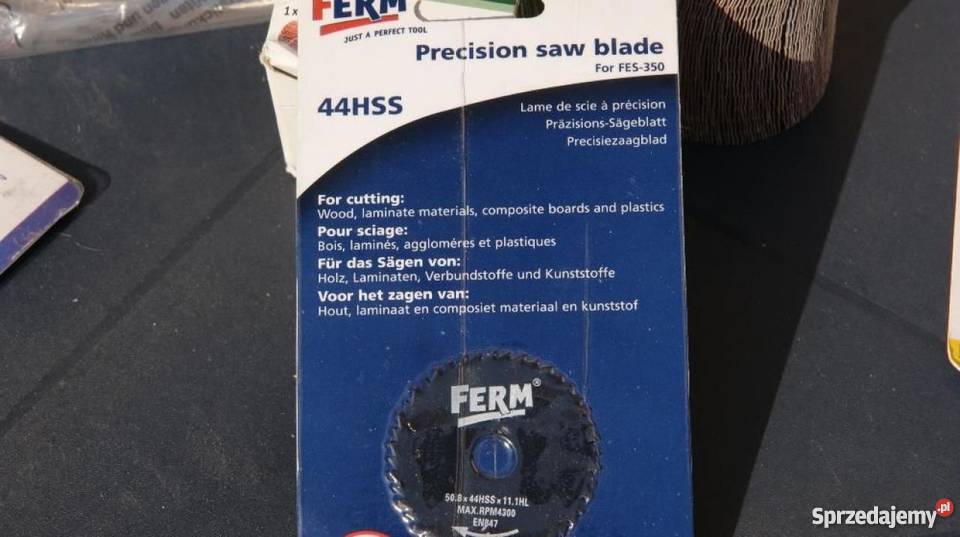 FERM
JUST A PERFECT TOOL
Precision saw blade
For FES-350
44HSS
Lame de scie à précision
Präzisions-Sägeblatt
Precisiezaagblad
For cutting:
Wood, laminate materials, composite boards and plastics
Pour sciage:
Bois, laminés, aggloméres et plastiques
Für das Sägen von:
Holz, Laminaten, Verbundstoffe und Kunststoffe
Voor het zagen van:
Hout, laminaat en composiet materiaal en kunststof
FERM®
50.8 x 44HSS x 11.1HL
MAX.RPM4300
EN847
1x
Sprzedajemy.pl